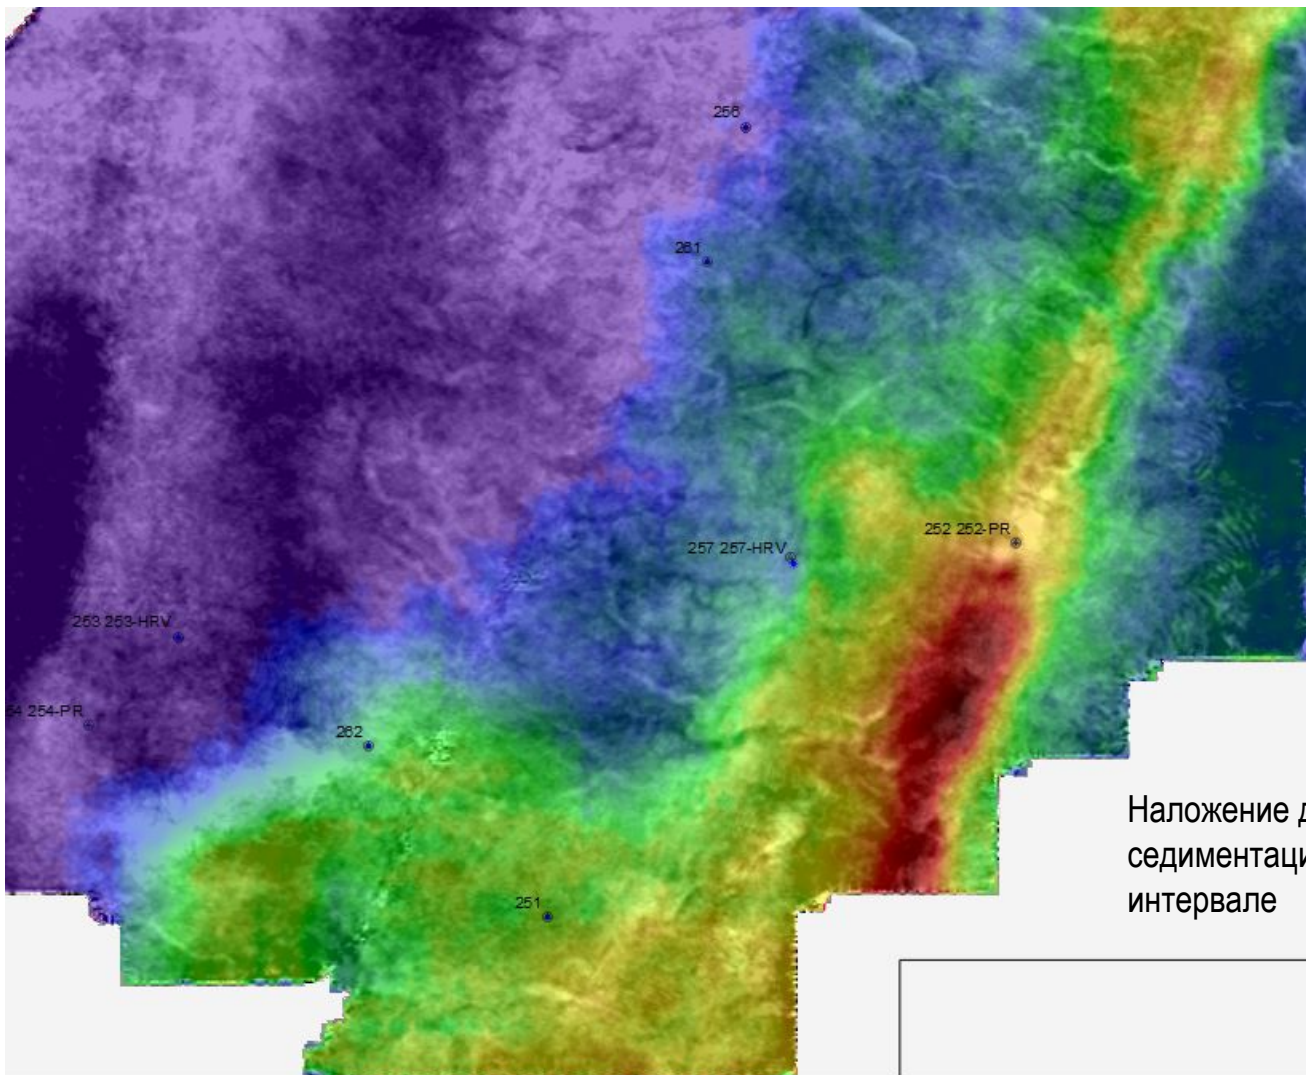 256
261
252 252-PR
257 257-HRV
253 253-HRV
254-PR
262
251
Наложение
седиментаци
интервале